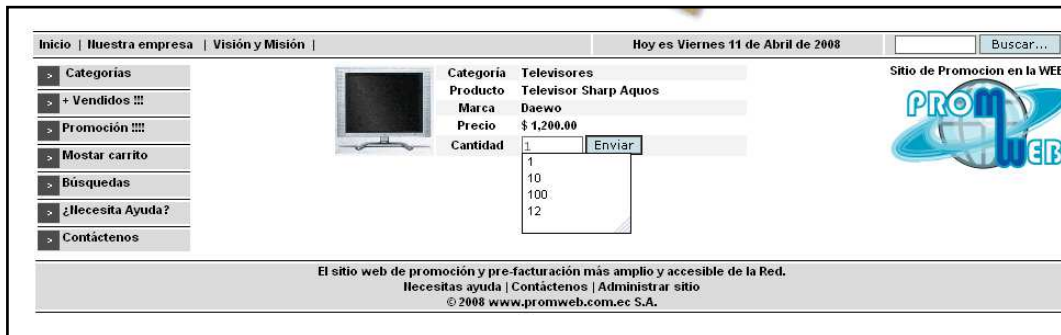 Inicio | Nuestra empresa | Visión y Misión |
Hoy es Viernes 11 de Abril de 2008
Buscar...
> Categorías
> + Vendidos !!!
> Promoción !!!!
> Mostar carrito
> Búsquedas
> ¿Necesita Ayuda?
> Contáctenos
Categoría Televisores
Producto Televisor Sharp Aquos
Marca Daewo
Precio $ 1,200.00
Cantidad 1 Enviar
1
10
100
12
Sitio de Promocion en la WEB
PROM
WEB
El sitio web de promoción y pre-facturación más amplio y accesible de la Red.
Necesitas ayuda | Contáctenos | Administrar sitio
© 2008 www.promweb.com.ec S.A.